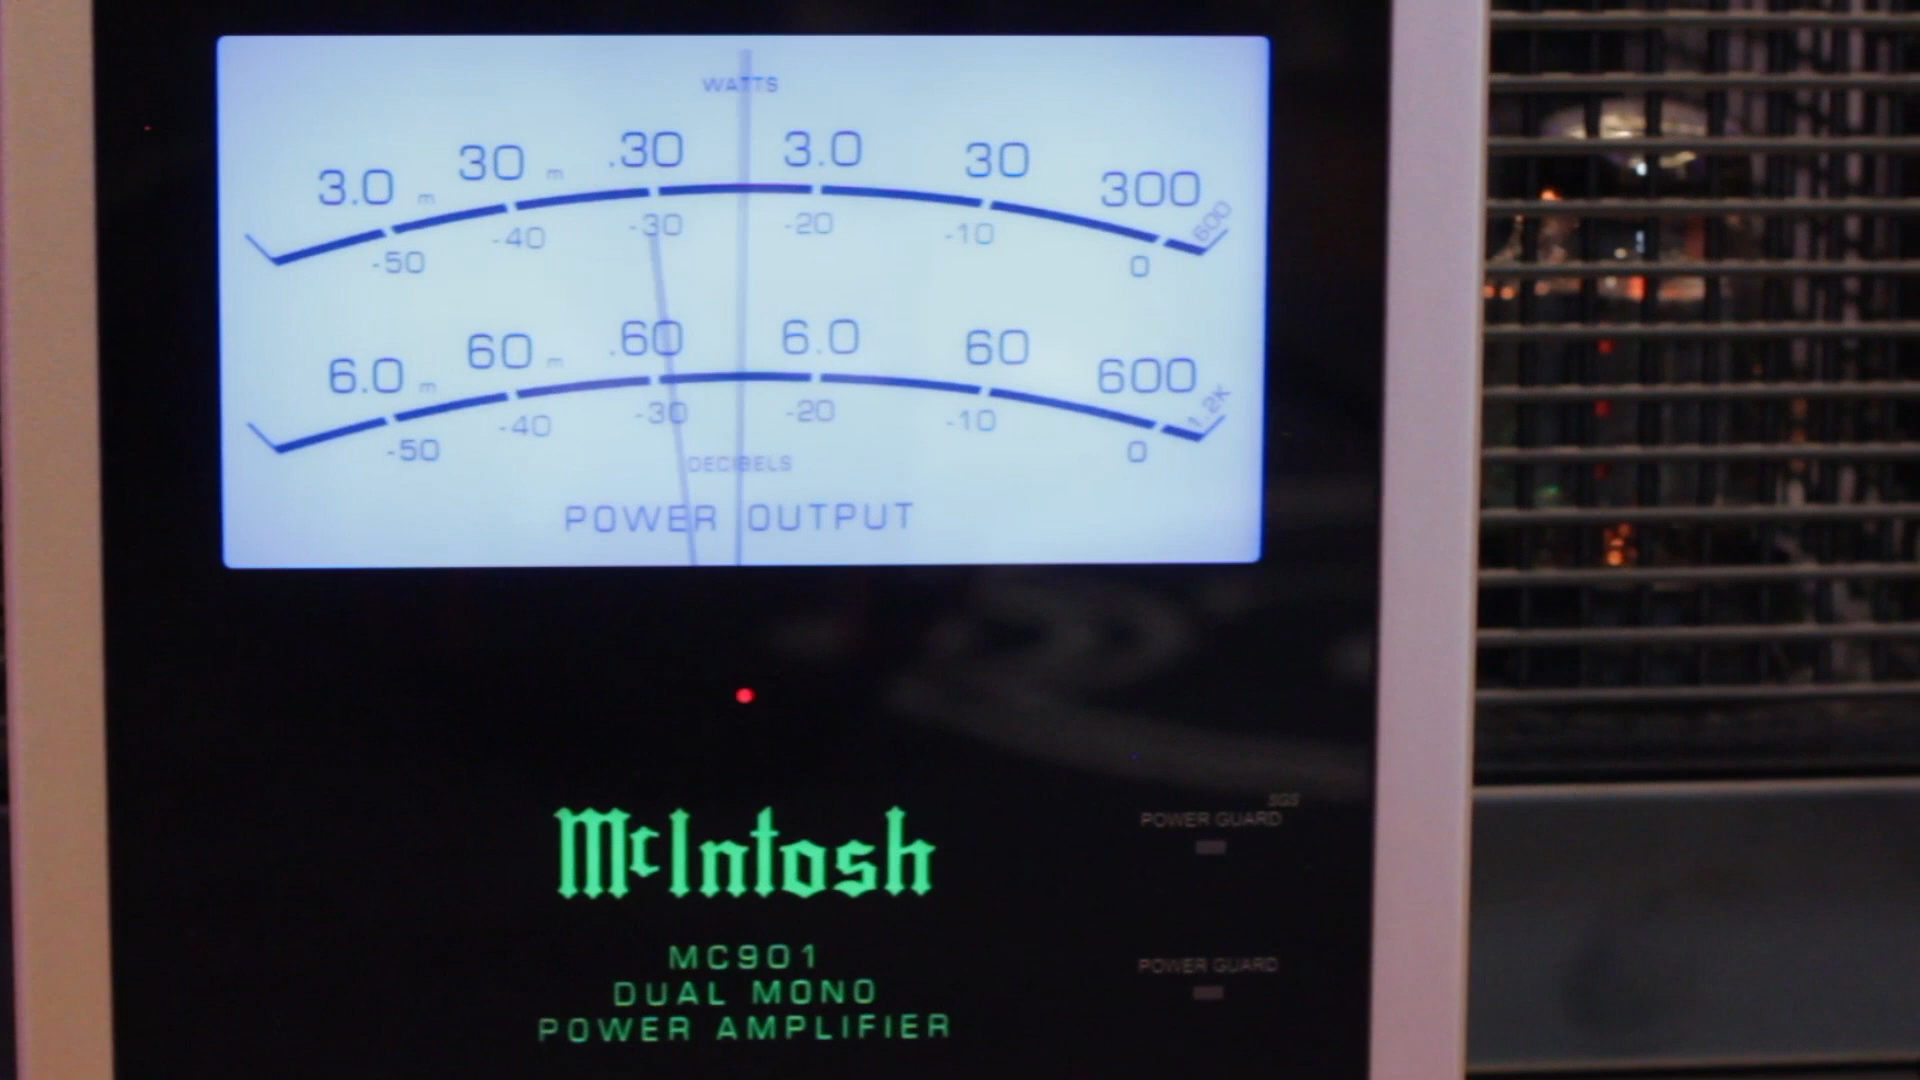 WATTS
3.0 m 30 m .30 3.0 30 300 600
-50 -40 -30 -20 -10 0
6.0 m 60 m .60 6.0 60 600 1.2K
-50 -40 -30 -20 -10 0
DECIBELS
POWER OUTPUT
McIntosh
MC901
DUAL MONO
POWER AMPLIFIER
SGS
POWER GUARD
POWER GUARD